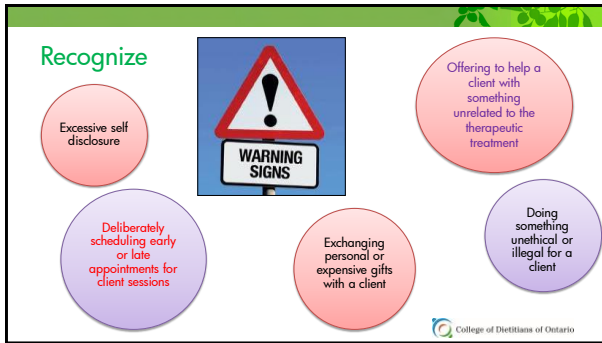 Recognize
Excessive self
disclosure
WARNING
SIGNS
Offering to help a
client with
something
unrelated to the
therapeutic
treatment
Deliberately
scheduling early
or late
appointments for
client sessions
Exchanging
personal or
expensive gifts
with a client
Doing
something
unethical or
illegal for a
client
College of Dietitians of Ontario